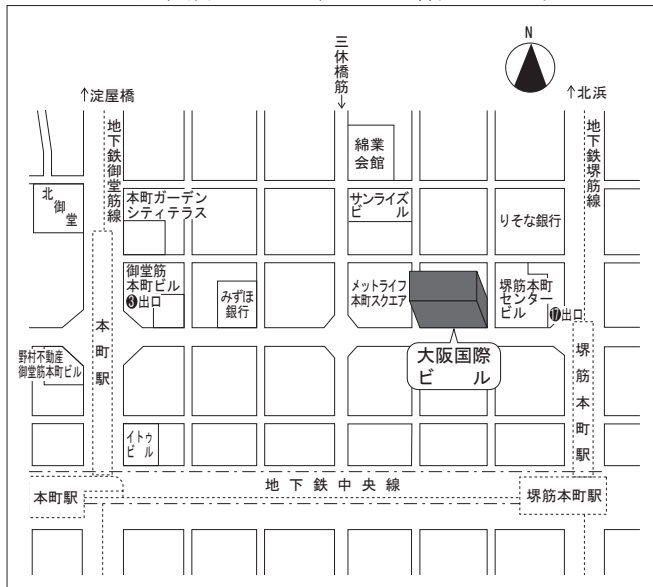 三休橋筋
↓
N
↑淀屋橋
↑北浜
地下鉄御堂筋線
地下鉄堺筋線
綿業
会館
北御堂
本町ガーデン
シティテラス
サンライズ
ビル
りそな銀行
御堂筋
本町ビル
❸出口
みずほ
銀行
メットライフ
本町スクエア
堺筋本町
センター
ビル
⓱出口
本町駅
野村不動産
御堂筋本町ビル
大阪国際
ビル
堺筋本町駅
イトゥ
ビル
地下鉄中央線
本町駅
堺筋本町駅